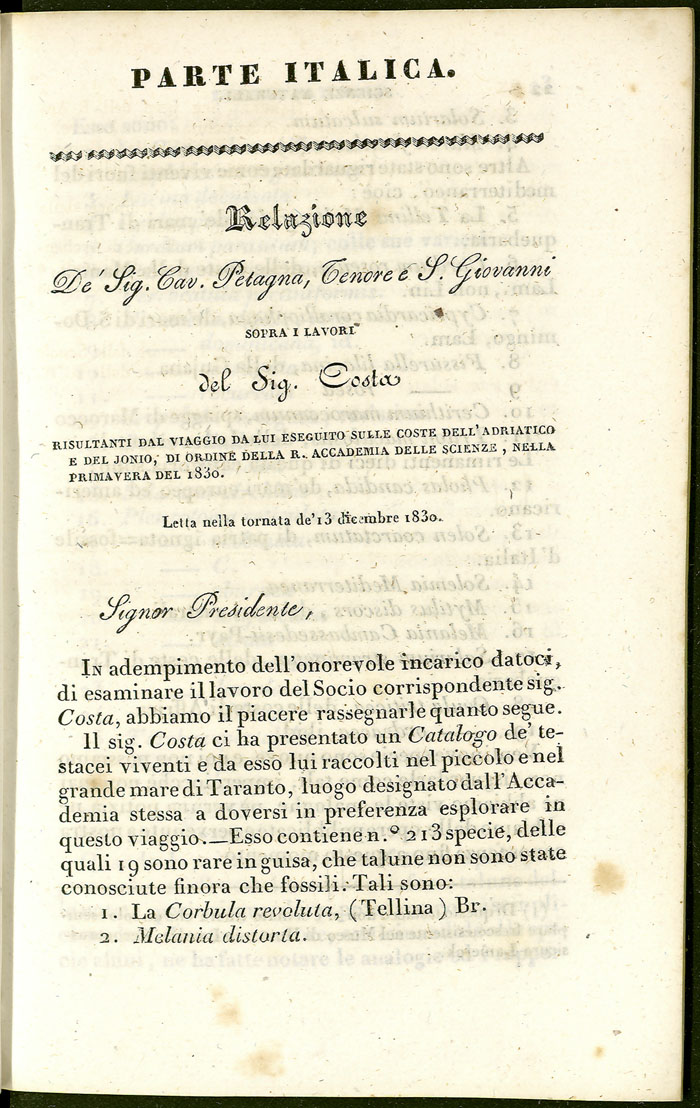 PARTE ITALICA.
Relazione
De' Sig. Cav. Petagna, Tenore e S. Giovanni
SOPRA I LAVORI
del Sig. Costa
RISULTANTI DAL VIAGGIO DA LUI ESEGUITO SULLE COSTE DELL'ADRIATICO
E DEL JONIO, DI ORDINE DELLA R. ACCADEMIA DELLE SCIENZE, NELLA
PRIMAVERA DEL 1830.
Letta nella tornata de'13 dicembre 1830.
Signor Presidente,
IN adempimento dell'onorevole incarico datoci,
di esaminare il lavoro del Socio corrispondente sig.
Costa, abbiamo il piacere rassegnarle quanto segue.
Il sig. Costa ci ha presentato un Catalogo de' te-
stacei viventi e da esso lui raccolti nel piccolo e nel
grande mare di Taranto, luogo designato dall'Acca-
demia stessa a doversi in preferenza esplorare in
questo viaggio.—Esso contiene n.° 213 specie, delle
quali 19 sono rare in guisa, che talune non sono state
conosciute finora che fossili. Tali sono:
1. La Corbula revoluta, (Tellina) Br.
2. Melania distorta.